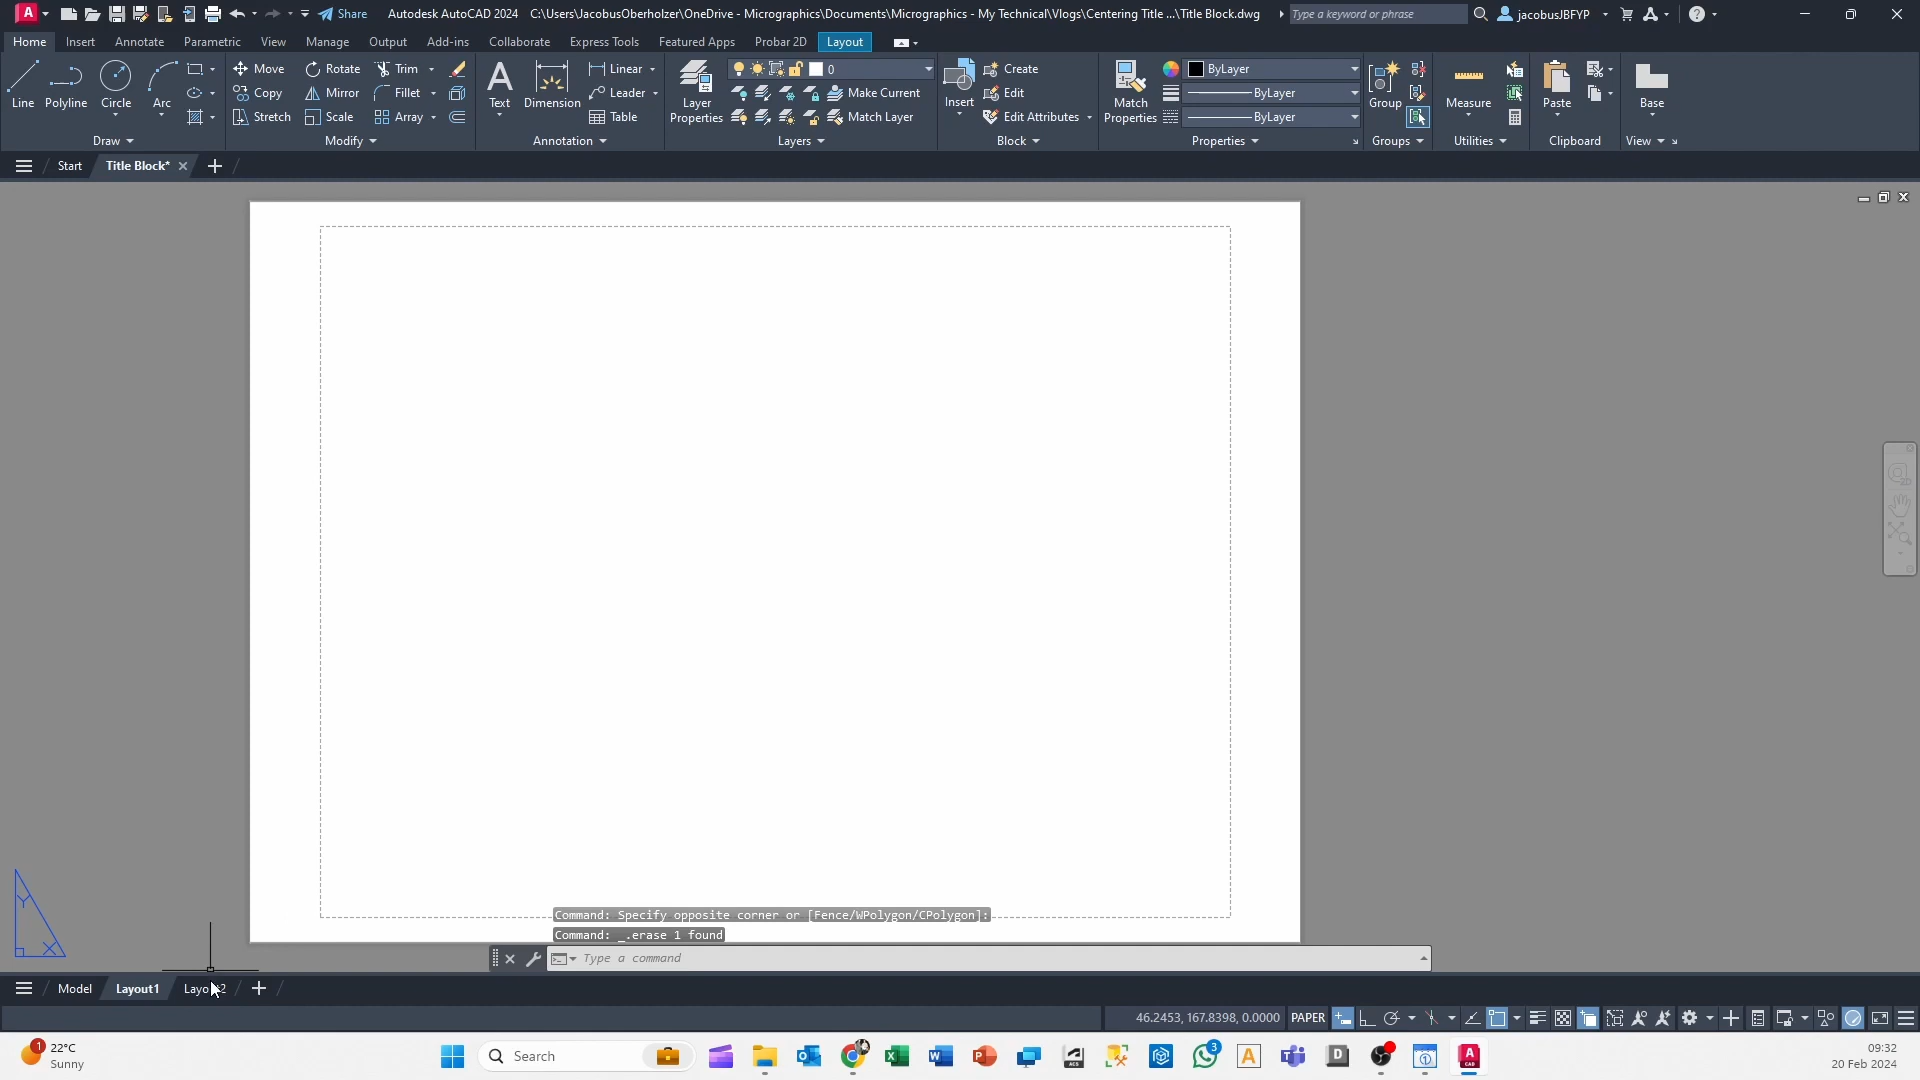 Share Autodesk AutoCAD 2024 C:\Users\JacobusOberholzer\OneDrive - Micrographics\Documents\Micrographics - My Technical\Vlogs\Centering Title ...\Title Block.dwg Type a keyword or phrase jacobusJBFYP
Home Insert Annotate Parametric View Manage Output Add-ins Collaborate Express Tools Featured Apps Probar 2D Layout
Move Rotate Trim Linear 0 Create ByLayer
Line Polyline Circle Arc Copy Mirror Fillet Text Dimension Leader Layer Properties Make Current Insert Edit Match Properties ByLayer Group Measure Paste Base
Stretch Scale Array Table Match Layer Edit Attributes ByLayer
Draw Modify Annotation Layers Block Properties Groups Utilities Clipboard View
Start Title Block*
Y
X
Command: Specify opposite corner or [Fence/WPolygon/CPolygon]:
Command: _.erase 1 found
Type a command
Model Layout1
46.2453, 167.8398, 0.0000 PAPER
1 22°C
Sunny
Search
3
09:32
20 Feb 2024